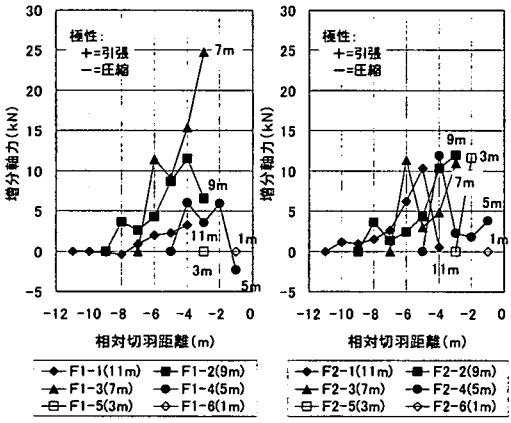 30
25
20
15
10
5
0
-5
増分軸力(kN)
極性:
+=引張
-=圧縮
7m
9m
11m
1m
3m
5m
-12 -10 -8 -6 -4 -2 0
相対切羽距離(m)
F1-1(11m) F1-2(9m)
F1-3(7m) F1-4(5m)
F1-5(3m) F1-6(1m)
30
25
20
15
10
5
0
-5
増分軸力(kN)
極性:
+=引張
-=圧縮
9m
3m
7m
5m
1m
11m
-12 -10 -8 -6 -4 -2 0
相対切羽距離(m)
F2-1(11m) F2-2(9m)
F2-3(7m) F2-4(5m)
F2-5(3m) F2-6(1m)